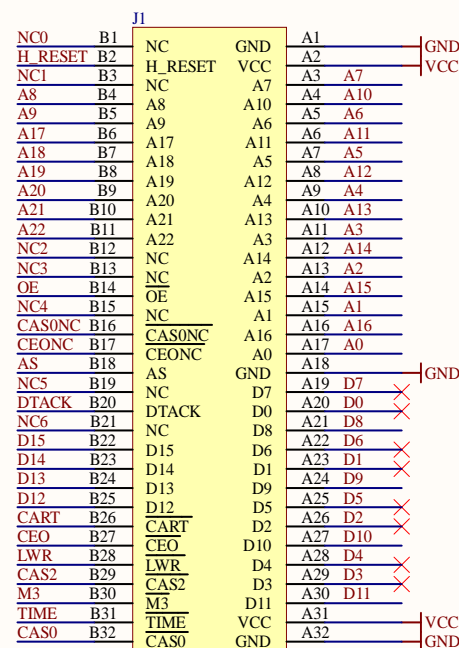 J1
NC0 B1 NC GND A1 GND
H_RESET B2 H_RESET VCC A2 VCC
NC1 B3 NC A7 A3 A7
A8 B4 A8 A10 A4 A10
A9 B5 A9 A6 A5 A6
A17 B6 A17 A11 A6 A11
A18 B7 A18 A5 A7 A5
A19 B8 A19 A12 A8 A12
A20 B9 A20 A4 A9 A4
A21 B10 A21 A13 A10 A13
A22 B11 A22 A3 A11 A3
NC2 B12 NC A14 A12 A14
NC3 B13 NC A2 A13 A2
OE B14 OE A15 A14 A15
NC4 B15 NC A1 A15 A1
CAS0NC B16 CAS0NC A16 A16 A16
CEONC B17 CEONC A0 A17 A0
AS B18 AS GND A18 GND
NC5 B19 NC D7 A19 D7
DTACK B20 DTACK D0 A20 D0
NC6 B21 NC D8 A21 D8
D15 B22 D15 D6 A22 D6
D14 B23 D14 D1 A23 D1
D13 B24 D13 D9 A24 D9
D12 B25 D12 D5 A25 D5
CART B26 CART D2 A26 D2
CEO B27 CEO D10 A27 D10
LWR B28 LWR D4 A28 D4
CAS2 B29 CAS2 D3 A29 D3
M3 B30 M3 D11 A30 D11
TIME B31 TIME VCC A31 VCC
CAS0 B32 CAS0 GND A32 GND